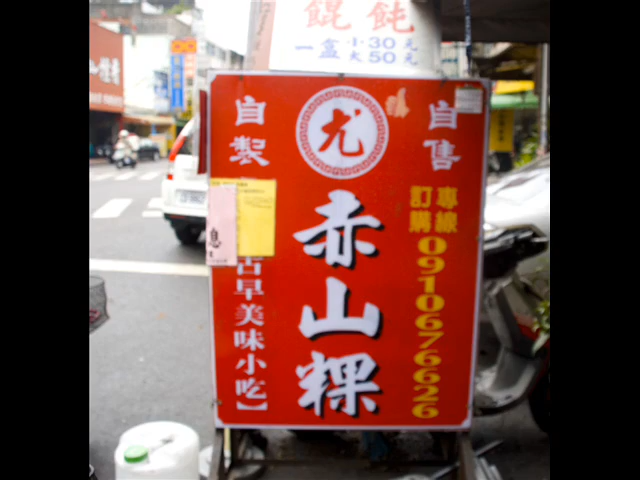 餛飩
一盒 小30元
大50元
自製
尤
自售
赤山粿
訂購專線
0910676626
古早美味小吃】
息